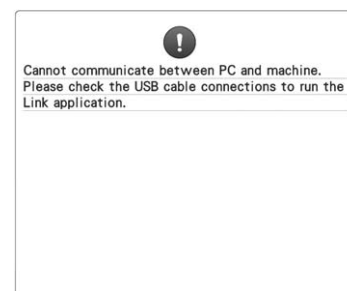 Cannot communicate between PC and machine.
Please check the USB cable connections to run the
Link application.